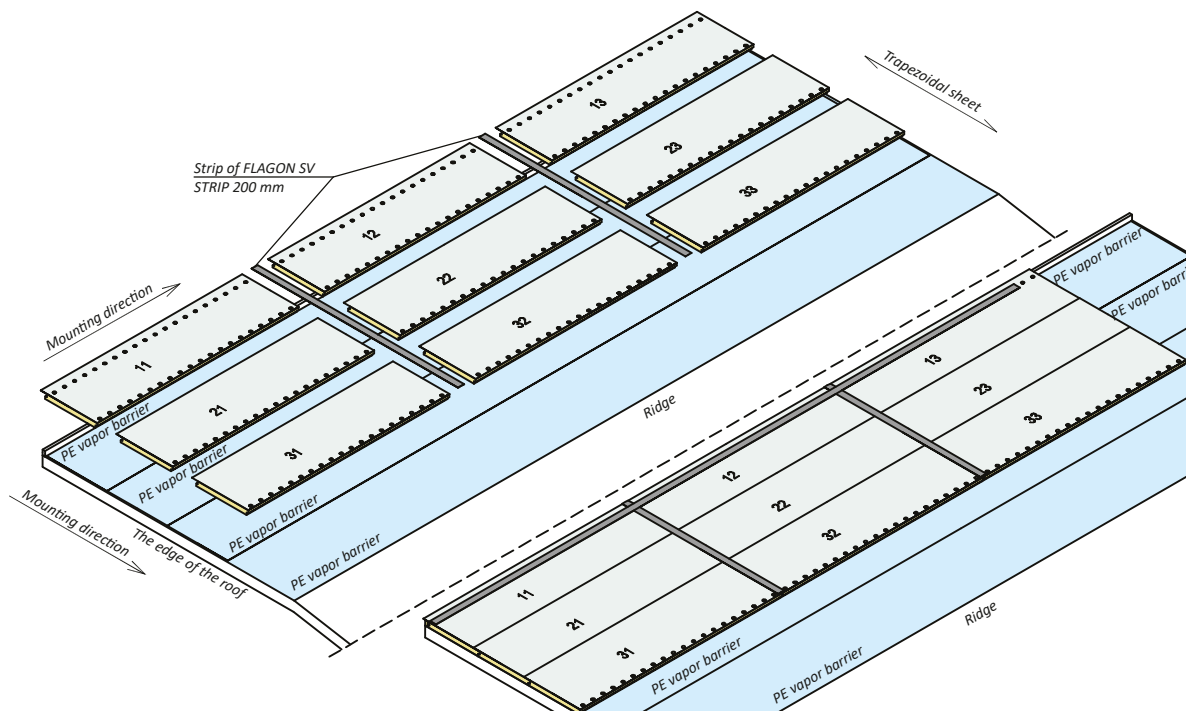 Trapezoidal sheet
13
23
33
Strip of FLAGON SV
STRIP 200 mm
12
22
32
Mounting direction
11
21
31
PE vapor barrier
PE vapor barrier
PE vapor barrier
PE vapor barrier
Mounting direction
The edge of the roof
Ridge
PE vapor barrier
PE vapor barri
13
23
33
12
22
32
11
21
31
PE vapor barrier
PE vapor barrier
Ridge